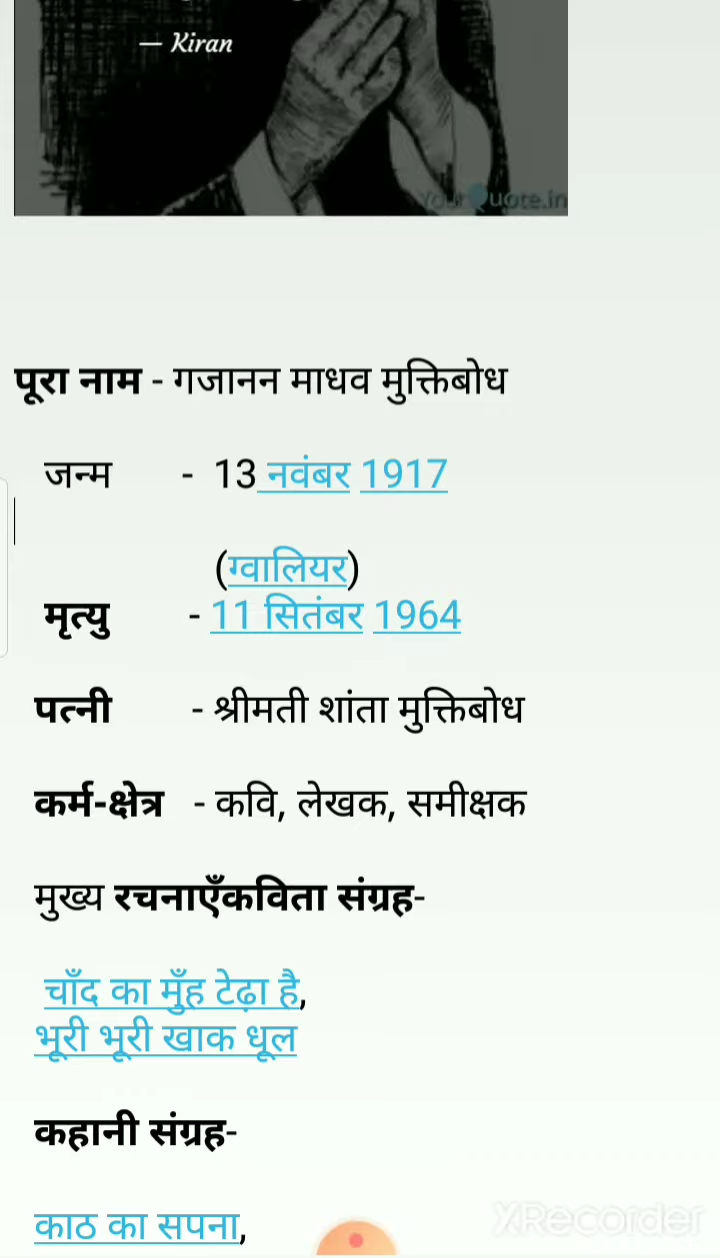 — Kiran
YourQuote.in
पूरा नाम - गजानन माधव मुक्तिबोध
जन्म - 13 नवंबर 1917
(ग्वालियर)
मृत्यु - 11 सितंबर 1964
पत्नी - श्रीमती शांता मुक्तिबोध
कर्म-क्षेत्र - कवि, लेखक, समीक्षक
मुख्य रचनाएँकविता संग्रह-
चाँद का मुँह टेढ़ा है,
भूरी भूरी खाक धूल
कहानी संग्रह-
काठ का सपना,
XRecorder